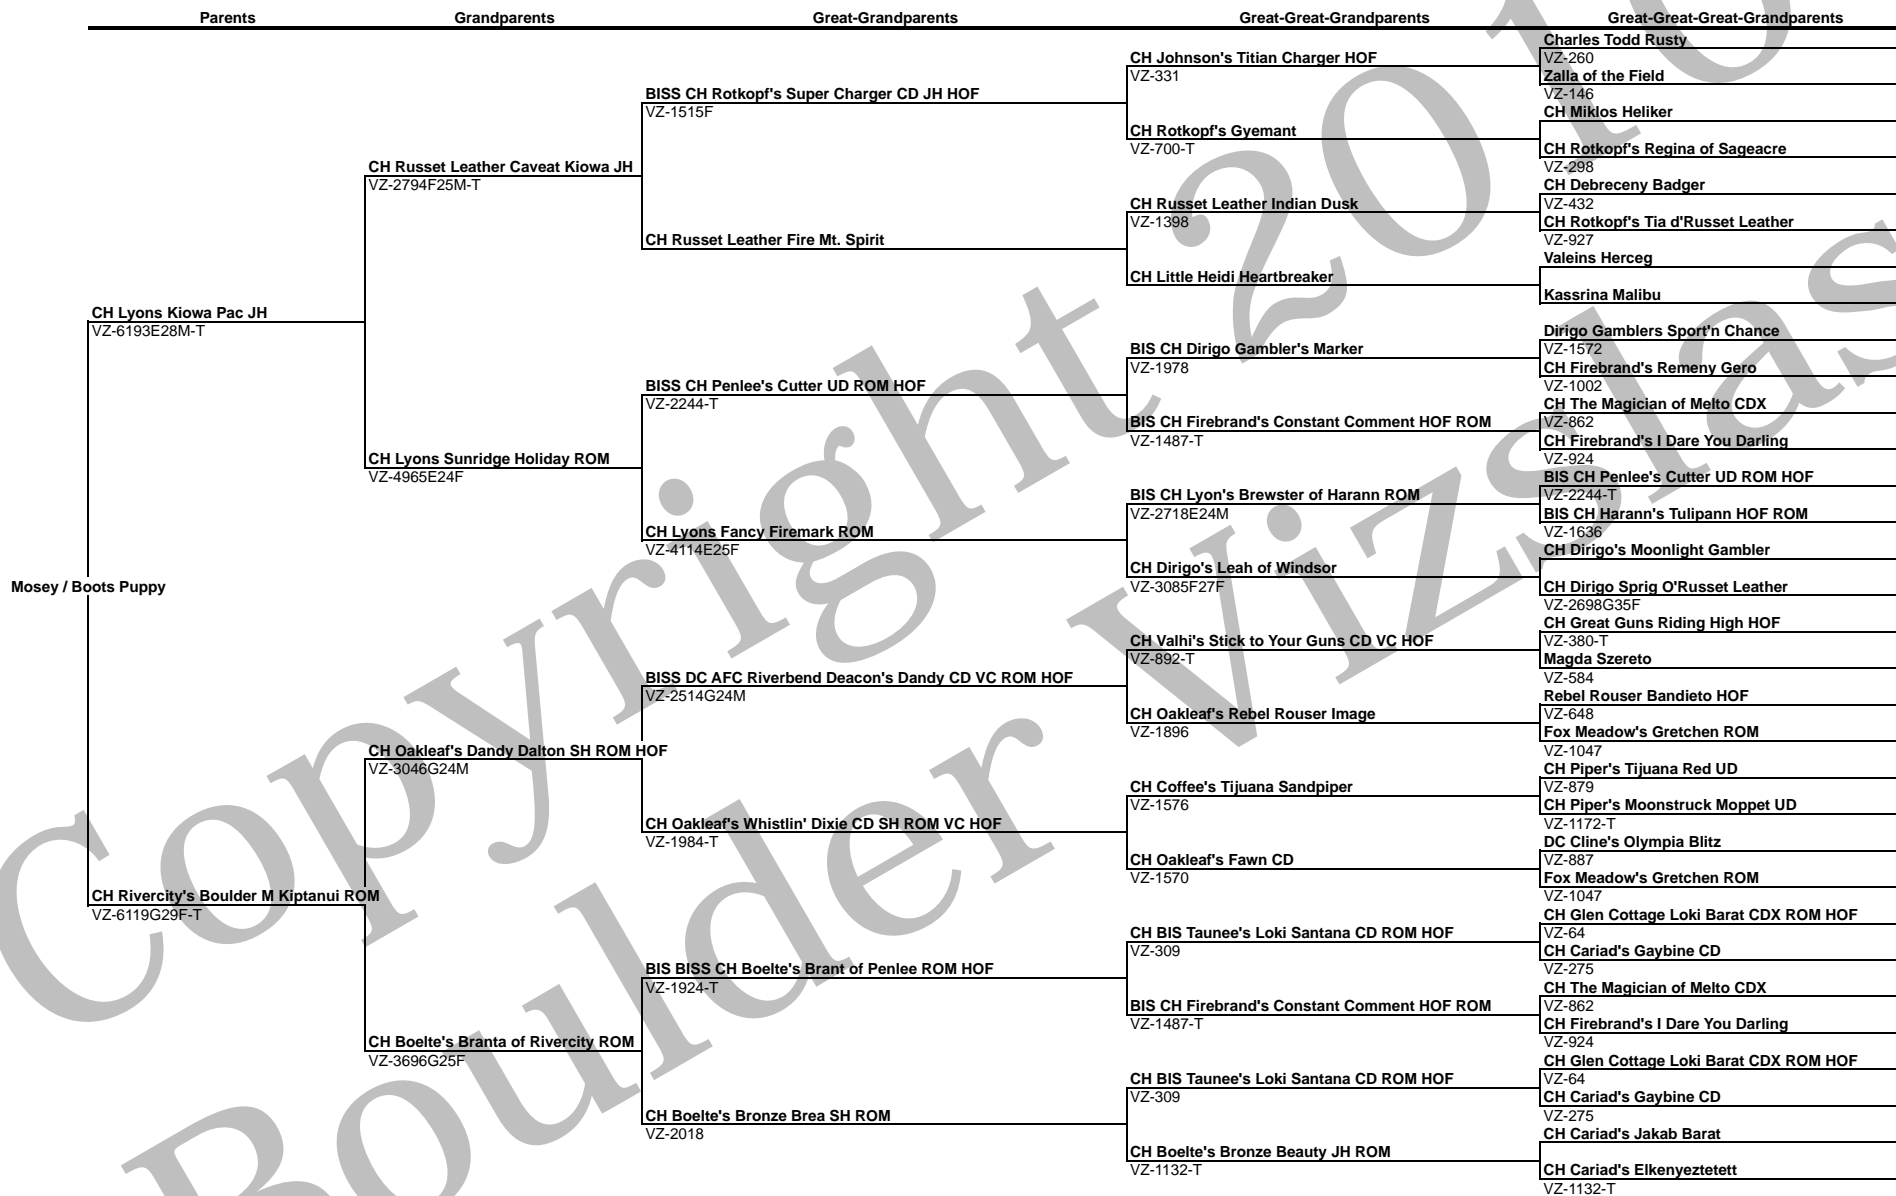 Parents Grandparents Great-Grandparents Great-Great-Grandparents Great-Great-Great-Grandparents
Mosey / Boots Puppy
CH Lyons Kiowa Pac JH
VZ-6193E28M-T
CH Rivercity's Boulder M Kiptanui ROM
VZ-6119G29F-T
CH Russet Leather Caveat Kiowa JH
VZ-2794F25M-T
CH Lyons Sunridge Holiday ROM
VZ-4965E24F
CH Oakleaf's Dandy Dalton SH ROM HOF
VZ-3046G24M
CH Boelte's Branta of Rivercity ROM
VZ-3696G25F
BISS CH Rotkopf's Super Charger CD JH HOF
VZ-1515F
CH Russet Leather Fire Mt. Spirit
BISS CH Penlee's Cutter UD ROM HOF
VZ-2244-T
CH Lyons Fancy Firemark ROM
VZ-4114E25F
BISS DC AFC Riverbend Deacon's Dandy CD VC ROM HOF
VZ-2514G24M
CH Oakleaf's Whistlin' Dixie CD SH ROM VC HOF
VZ-1984-T
BIS BISS CH Boelte's Brant of Penlee ROM HOF
VZ-1924-T
CH Boelte's Bronze Brea SH ROM
VZ-2018
CH Johnson's Titian Charger HOF
VZ-331
CH Rotkopf's Gyemant
VZ-700-T
CH Russet Leather Indian Dusk
VZ-1398
CH Little Heidi Heartbreaker
BIS CH Dirigo Gambler's Marker
VZ-1978
BIS CH Firebrand's Constant Comment HOF ROM
VZ-1487-T
BIS CH Lyon's Brewster of Harann ROM
VZ-2718E24M
CH Dirigo's Leah of Windsor
VZ-3085F27F
CH Valhi's Stick to Your Guns CD VC HOF
VZ-892-T
CH Oakleaf's Rebel Rouser Image
VZ-1896
CH Coffee's Tijuana Sandpiper
VZ-1576
CH Oakleaf's Fawn CD
VZ-1570
CH BIS Taunee's Loki Santana CD ROM HOF
VZ-309
BIS CH Firebrand's Constant Comment HOF ROM
VZ-1487-T
CH BIS Taunee's Loki Santana CD ROM HOF
VZ-309
CH Boelte's Bronze Beauty JH ROM
VZ-1132-T
Charles Todd Rusty
VZ-260
Zalla of the Field
VZ-146
CH Miklos Heliker
CH Rotkopf's Regina of Sageacre
VZ-298
CH Debreceny Badger
VZ-432
CH Rotkopf's Tia d'Russet Leather
VZ-927
Valeins Herceg
Kassrina Malibu
Dirigo Gamblers Sport'n Chance
VZ-1572
CH Firebrand's Remeny Gero
VZ-1002
CH The Magician of Melto CDX
VZ-862
CH Firebrand's I Dare You Darling
VZ-924
BIS CH Penlee's Cutter UD ROM HOF
VZ-2244-T
BIS CH Harann's Tulipann HOF ROM
VZ-1636
CH Dirigo's Moonlight Gambler
CH Dirigo Sprig O'Russet Leather
VZ-2698G35F
CH Great Guns Riding High HOF
VZ-380-T
Magda Szereto
VZ-584
Rebel Rouser Bandieto HOF
VZ-648
Fox Meadow's Gretchen ROM
VZ-1047
CH Piper's Tijuana Red UD
VZ-879
CH Piper's Moonstruck Moppet UD
VZ-1172-T
DC Cline's Olympia Blitz
VZ-887
Fox Meadow's Gretchen ROM
VZ-1047
CH Glen Cottage Loki Barat CDX ROM HOF
VZ-64
CH Cariad's Gaybine CD
VZ-275
CH The Magician of Melto CDX
VZ-862
CH Firebrand's I Dare You Darling
VZ-924
CH Glen Cottage Loki Barat CDX ROM HOF
VZ-64
CH Cariad's Gaybine CD
VZ-275
CH Cariad's Jakab Barat
CH Cariad's Elkenyeztetett
VZ-1132-T
Copyright 2010
Boulder Vizslas